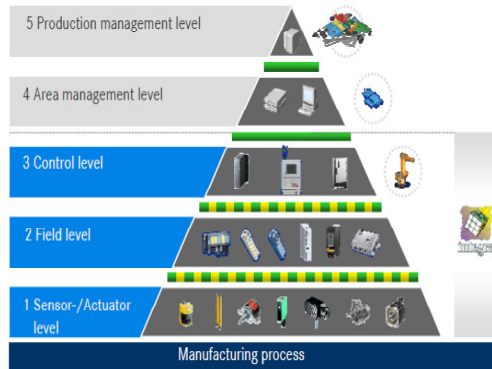 5 Production management level
4 Area management level
3 Control level
2 Field level
1 Sensor-/Actuator
level
Manufacturing process